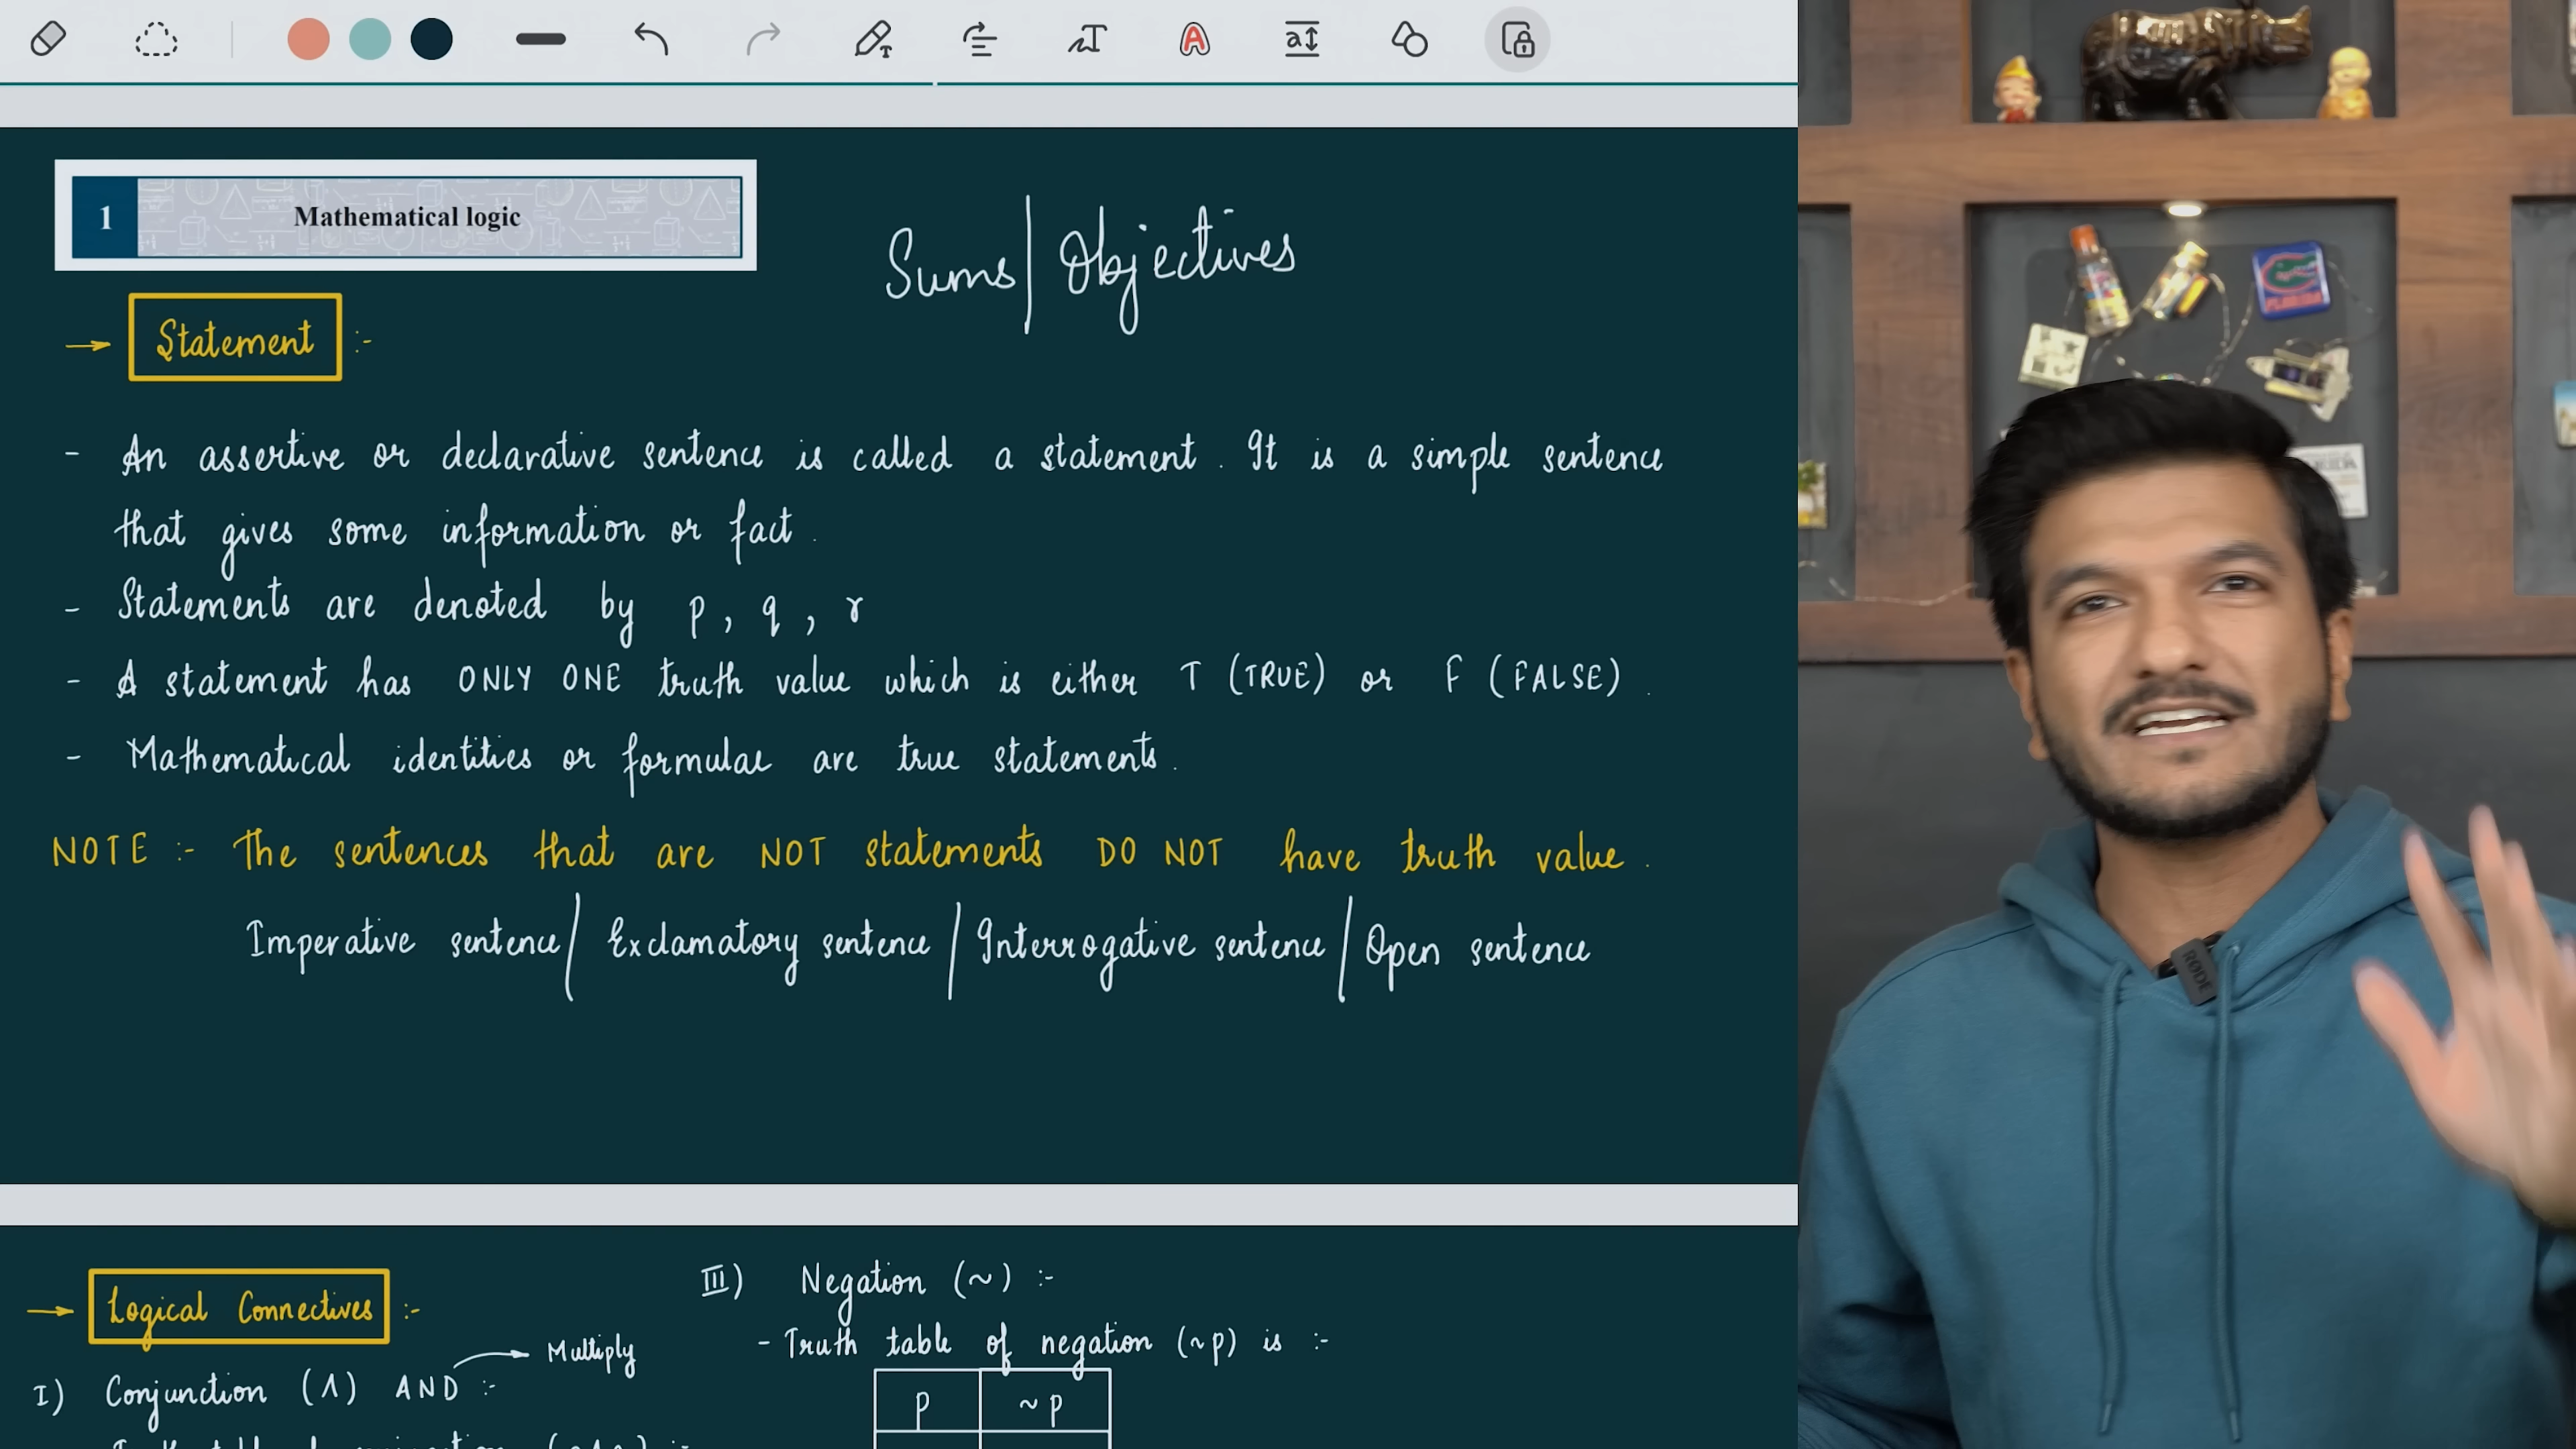 1 Mathematical logic
Sums | Objectives
→ Statement :-
- An assertive or declarative sentence is called a statement. It is a simple sentence
that gives some information or fact.
- Statements are denoted by p, q, r
- A statement has ONLY ONE truth value which is either T (TRUE) or F (FALSE).
- Mathematical identities or formulae are true statements.
NOTE :- The sentences that are NOT statements DO NOT have truth value.
Imperative sentence / Exclamatory sentence / Interrogative sentence / Open sentence
→ Logical Connectives :-
I) Conjunction (∧) AND :- → Multiply
III) Negation (~) :-
- Truth table of negation (~p) is :-
p ~p
RODE
FLORIDA